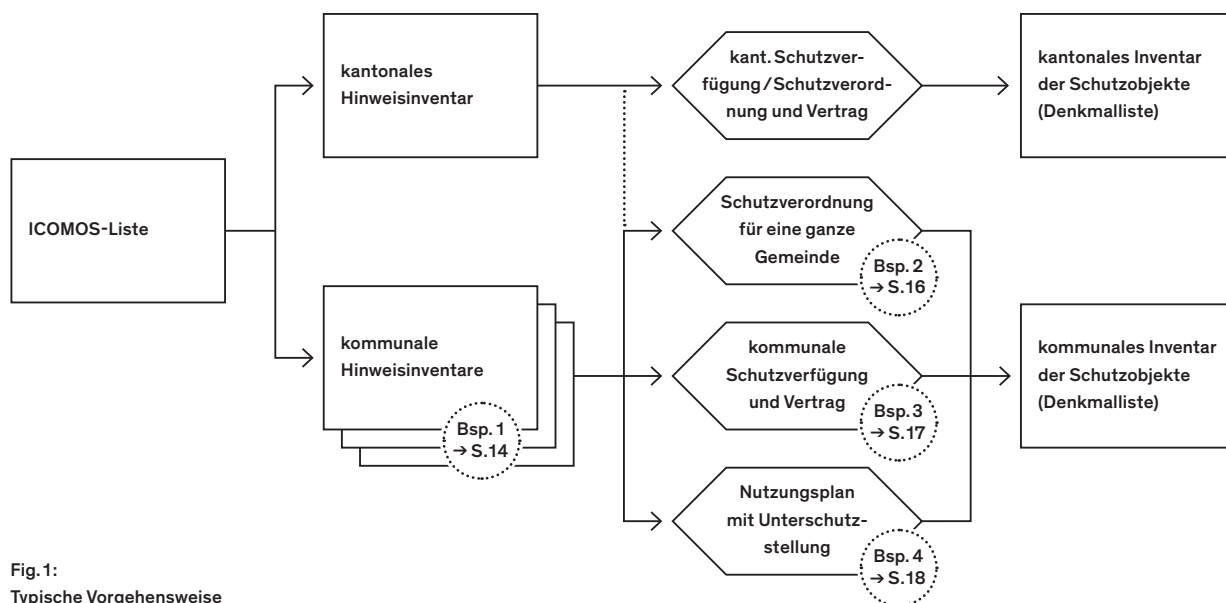 ICOMOS-Liste
kantonales
Hinweisinventar
kommunale
Hinweisinventare
Bsp. 1
→ S.14
kant. Schutzver-
fügung/Schutzverord-
nung und Vertrag
Schutzverordnung
für eine ganze
Gemeinde
Bsp. 2
→ S.16
kommunale
Schutzverfügung
und Vertrag
Bsp. 3
→ S.17
Nutzungsplan
mit Unterschutz-
stellung
Bsp. 4
→ S.18
kantonales Inventar
der Schutzobjekte
(Denkmalliste)
kommunales Inventar
der Schutzobjekte
(Denkmalliste)
Fig. 1:
Typische Vorgehensweise